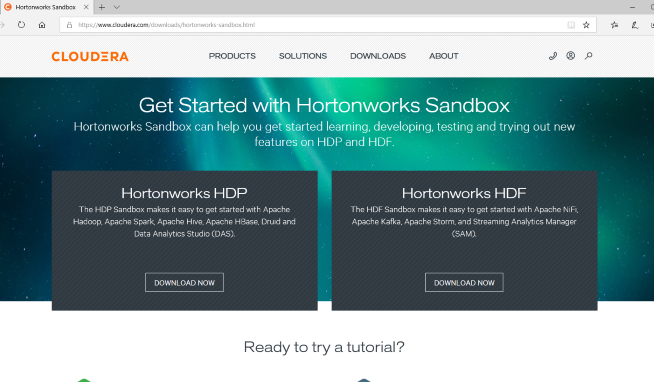 Hortonworks Sandbox
https://www.cloudera.com/downloads/hortonworks-sandbox.html
CLOUDERA
PRODUCTS
SOLUTIONS
DOWNLOADS
ABOUT
Get Started with Hortonworks Sandbox
Hortonworks Sandbox can help you get started learning, developing, testing and trying out new
features on HDP and HDF.
Hortonworks HDP
The HDP Sandbox makes it easy to get started with Apache
Hadoop, Apache Spark, Apache Hive, Apache HBase, Druid and
Data Analytics Studio (DAS).
DOWNLOAD NOW
Hortonworks HDF
The HDF Sandbox makes it easy to get started with Apache NiFi,
Apache Kafka, Apache Storm, and Streaming Analytics Manager
(SAM).
DOWNLOAD NOW
Ready to try a tutorial?